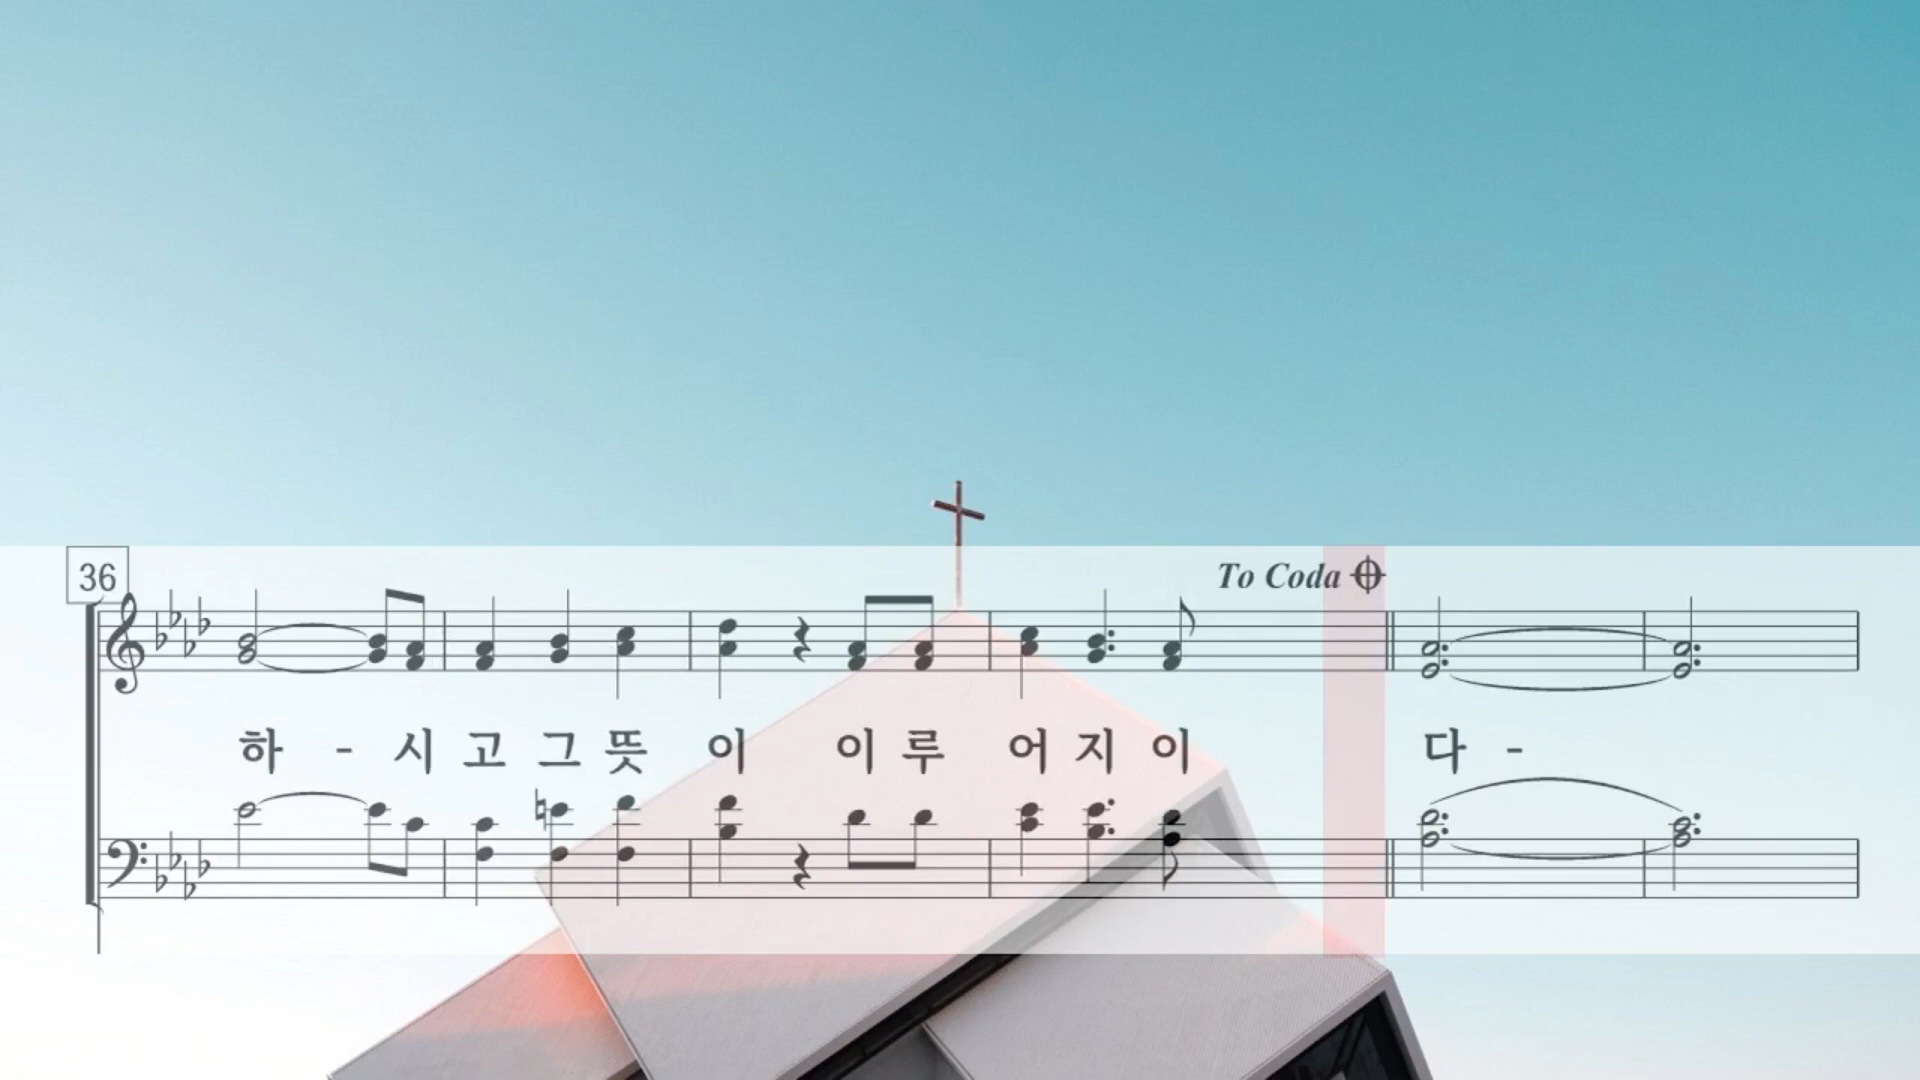 36
To Coda
하 - 시 고 그 뜻 이 이 루 어 지 이 다 -